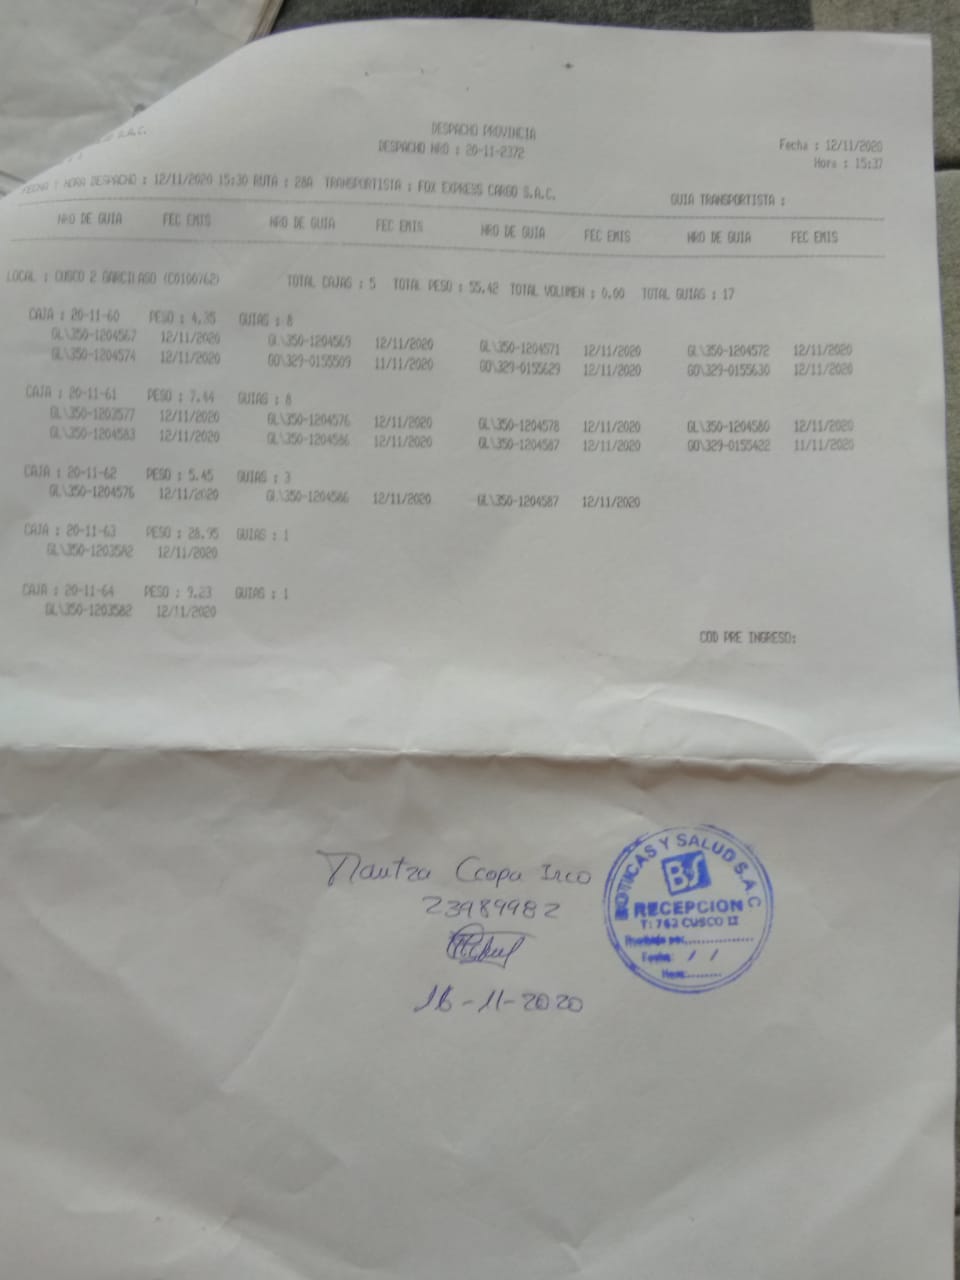 S.A.C.
DESPACHO PROVINCIA
DESPACHO NRO : 20-11-2372
Fecha : 12/11/2020
Hora : 15:37
FECHA Y HORA DESPACHO : 12/11/2020 15:30 RUTA : 28A TRANSPORTISTA : FOX EXPRESS CARGO S.A.C. GUIA TRANSPORTISTA :
NRO DE GUIA FEC EMIS NRO DE GUIA FEC EMIS NRO DE GUIA FEC EMIS NRO DE GUIA FEC EMIS
LOCAL : CUSCO 2 GARCILASO (C0100762) TOTAL CAJAS : 5 TOTAL PESO : 55.42 TOTAL VOLUMEN : 0.00 TOTAL GUIAS : 17
CAJA : 20-11-60 PESO : 4.35 GUIAS : 8
GL\350-1204567 12/11/2020 GL\350-1204569 12/11/2020 GL\350-1204571 12/11/2020 GL\350-1204572 12/11/2020
GL\350-1204574 12/11/2020 GO\329-0155509 11/11/2020 GO\329-0155629 12/11/2020 GO\329-0155630 12/11/2020
CAJA : 20-11-61 PESO : 7.44 GUIAS : 8
GL\350-1203577 12/11/2020 GL\350-1204576 12/11/2020 GL\350-1204578 12/11/2020 GL\350-1204580 12/11/2020
GL\350-1204583 12/11/2020 GL\350-1204586 12/11/2020 GL\350-1204587 12/11/2020 GO\329-0155422 11/11/2020
CAJA : 20-11-62 PESO : 5.45 GUIAS : 3
GL\350-1204576 12/11/2020 GL\350-1204586 12/11/2020 GL\350-1204587 12/11/2020
CAJA : 20-11-63 PESO : 28.95 GUIAS : 1
GL\350-1203582 12/11/2020
CAJA : 20-11-64 PESO : 9.23 GUIAS : 1
GL\350-1203582 12/11/2020
COD PRE INGRESO:
Ccopa Inco
23989982
16-11-2020
BOTICAS Y SALUD S.A.C
BS
RECEPCION
T: 762 CUSCO II
Recibido por:...............
Fecha: / /
Hora:........